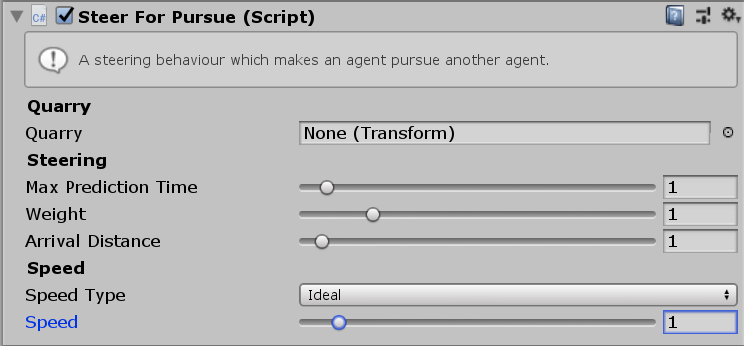 C# Steer For Pursue (Script)
A steering behaviour which makes an agent pursue another agent.
Quarry
Quarry None (Transform)
Steering
Max Prediction Time 1
Weight 1
Arrival Distance 1
Speed
Speed Type Ideal
Speed 1